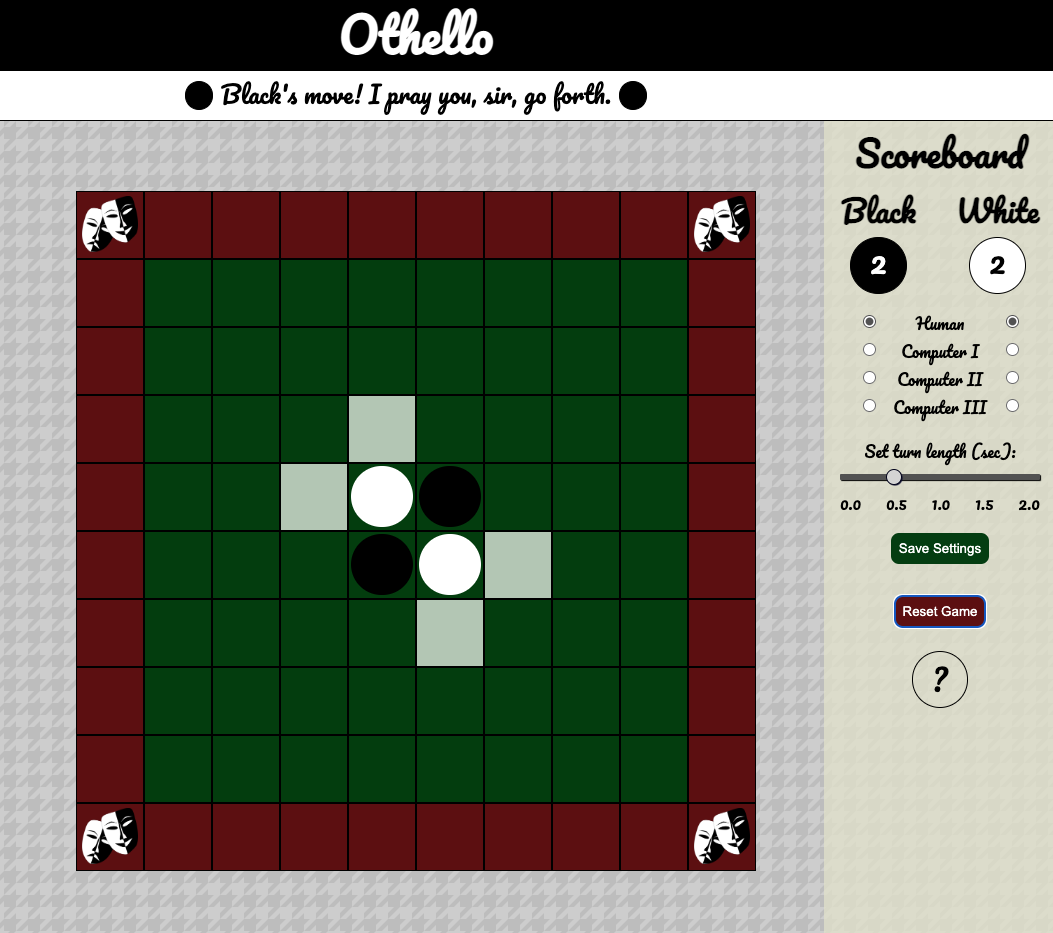 Othello
Black's move! I pray you, sir, go forth.
Scoreboard
Black White
2 2
Human
Computer I
Computer II
Computer III
Set turn length (sec):
0.0 0.5 1.0 1.5 2.0
Save Settings
Reset Game
?